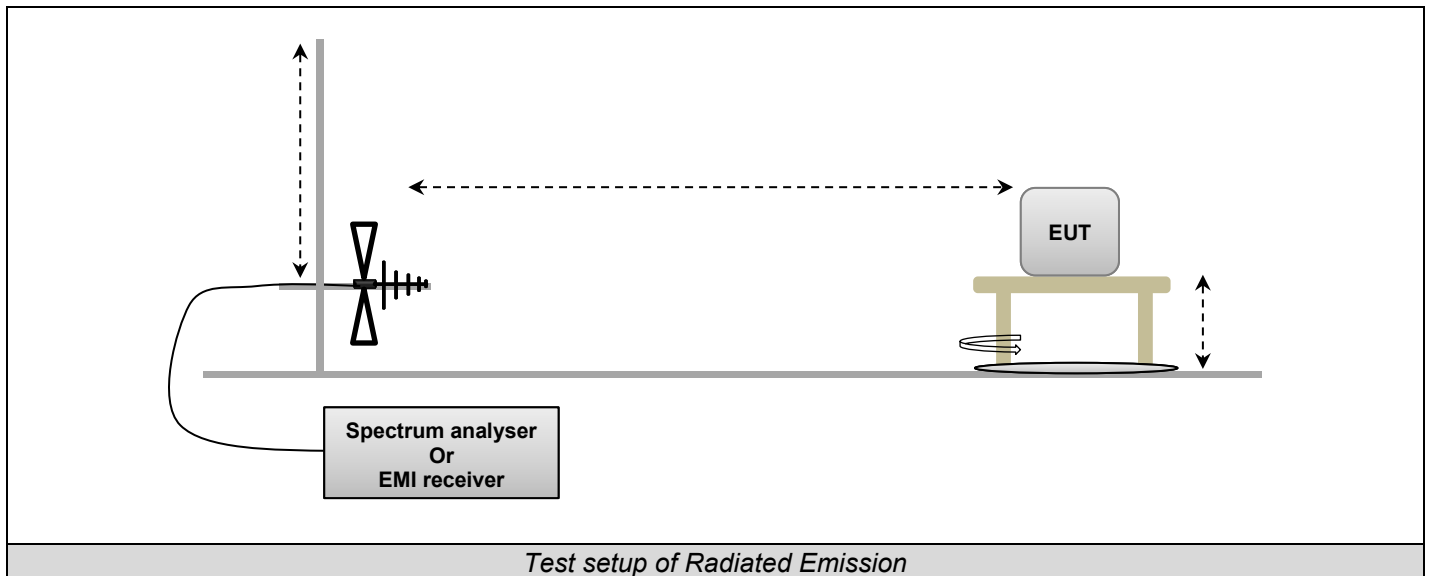 EUT
Spectrum analyser
Or
EMI receiver
Test setup of Radiated Emission